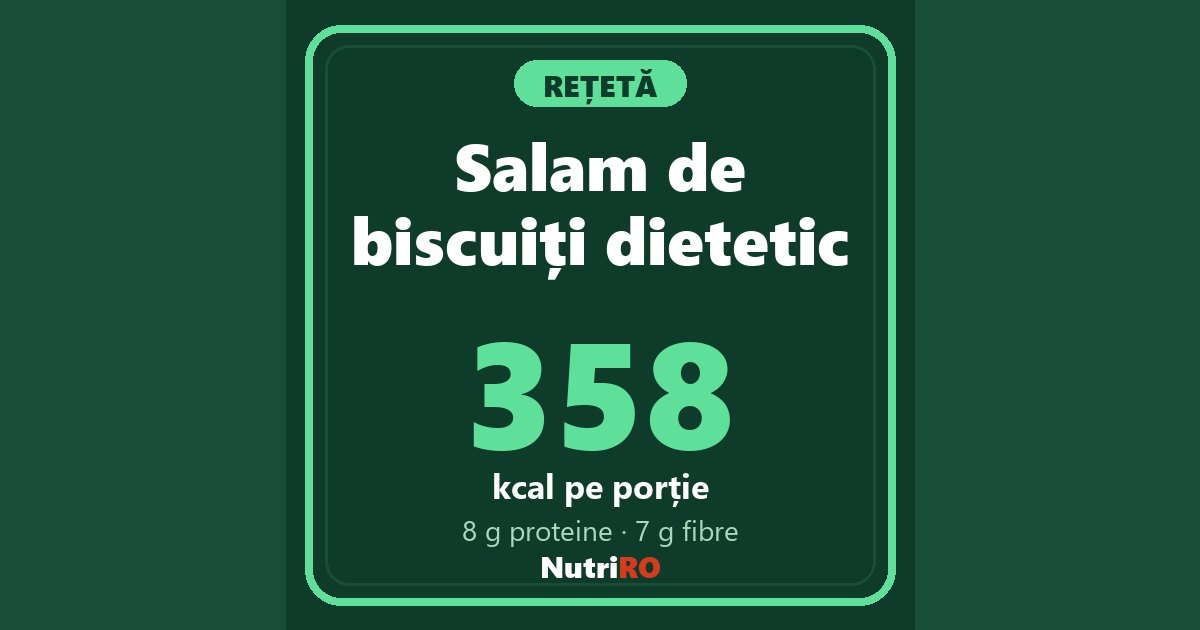 REȚETĂ
Salam de
biscuiți dietetic
358
kcal pe porție
8 g proteine · 7 g fibre
NutriRO